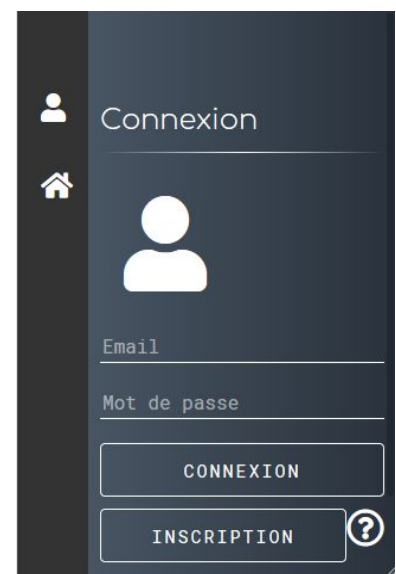 Connexion
Email
Mot de passe
CONNEXION
INSCRIPTION
?